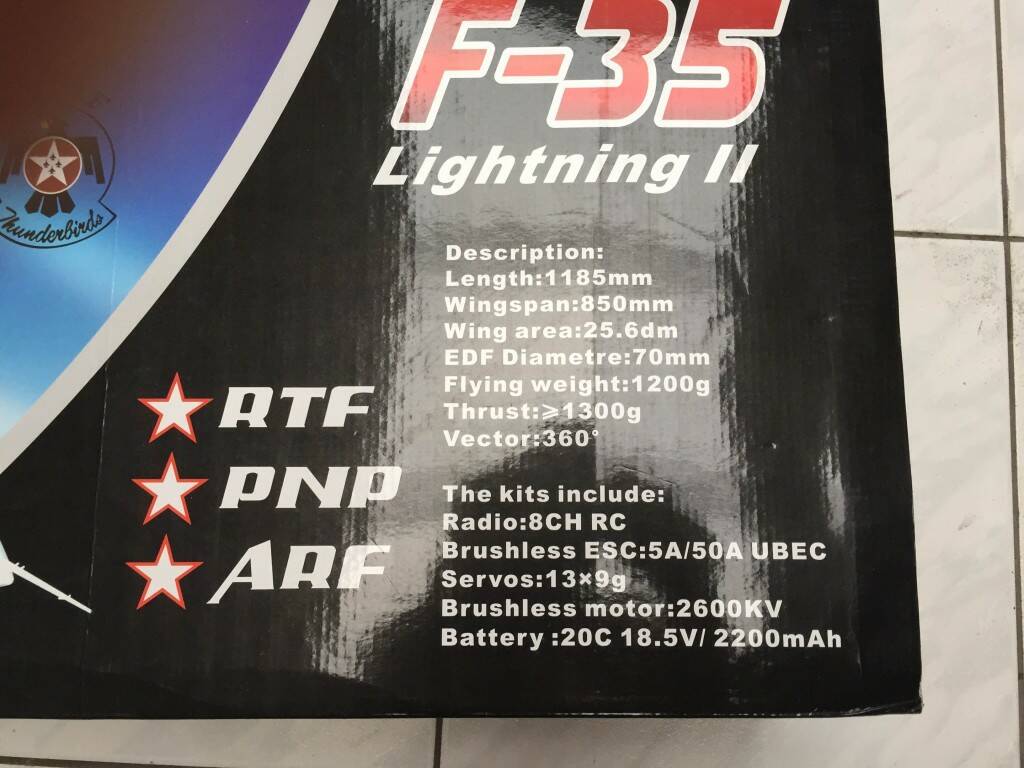 F-35
Lightning II
Thunderbirds
Description:
Length:1185mm
Wingspan:850mm
Wing area:25.6dm
EDF Diametre:70mm
Flying weight:1200g
Thrust:⩾1300g
Vector:360°
RTF
PNP
ARF
The kits include:
Radio:8CH RC
Brushless ESC:5A/50A UBEC
Servos:13×9g
Brushless motor:2600KV
Battery :20C 18.5V/ 2200mAh